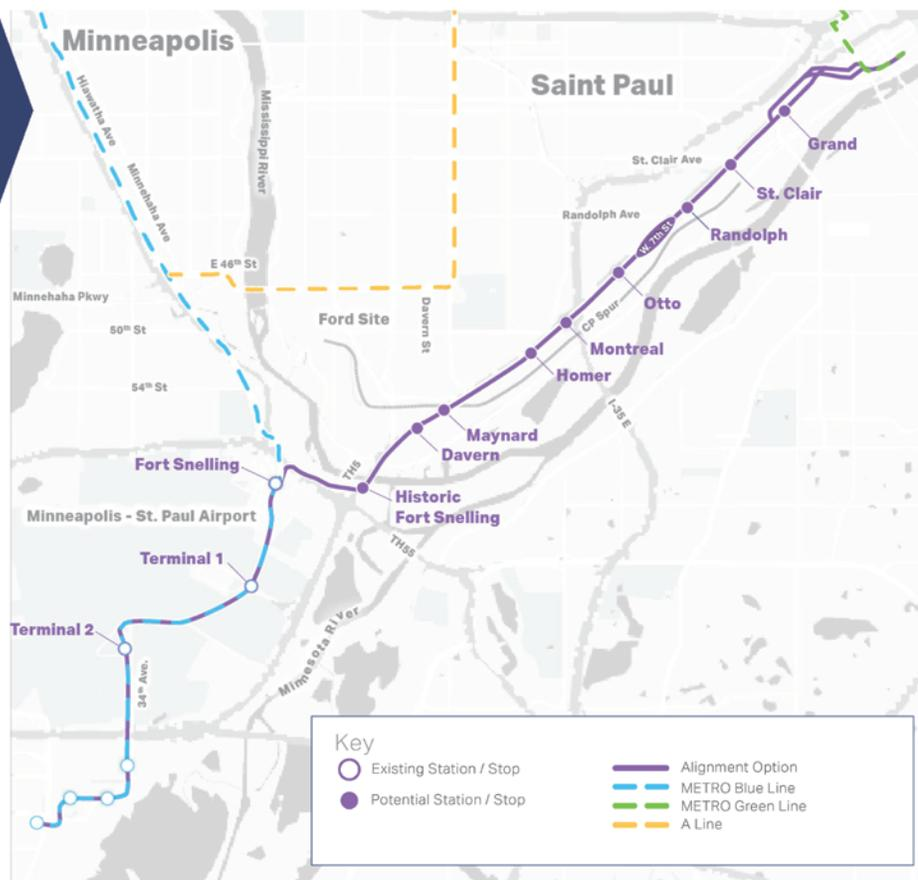 Minneapolis
Saint Paul
Hiawatha Ave
Mississippi River
Minnehaha Ave
Grand
St. Clair Ave
St. Clair
Randolph Ave
Randolph
W. 7th St
E 46th St
Minnehaha Pkwy
Otto
Ford Site
Davern St
CP Spur
50th St
Montreal
Homer
54th St
I-35 E
Maynard
Davern
Fort Snelling
TH5
Historic
Fort Snelling
Minneapolis - St. Paul Airport
TH55
Terminal 1
Terminal 2
Minnesota River
34th Ave.
Key
Existing Station / Stop
Potential Station / Stop
Alignment Option
METRO Blue Line
METRO Green Line
A Line